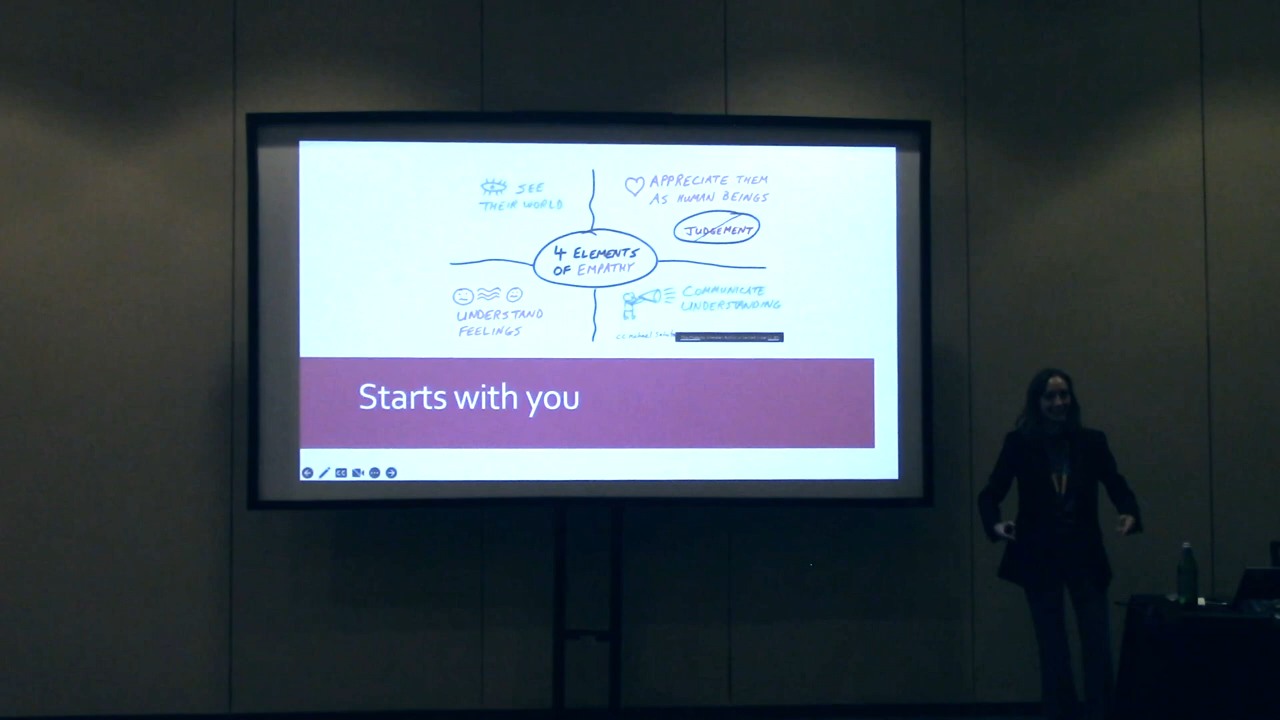 SEE
THEIR WORLD
APPRECIATE THEM
AS HUMAN BEINGS
JUDGEMENT
4 ELEMENTS
OF EMPATHY
UNDERSTAND
FEELINGS
COMMUNICATE
UNDERSTANDING
Starts with you
CC